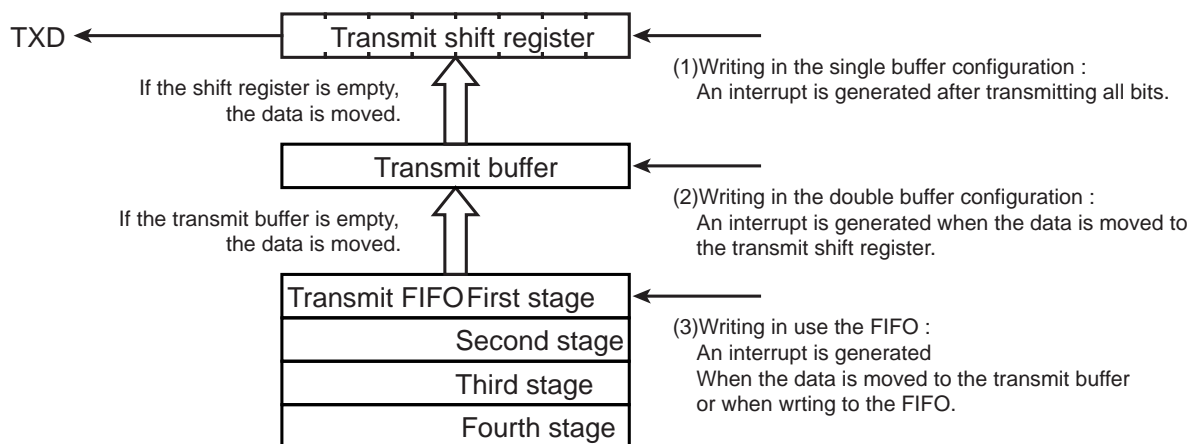 TXD
Transmit shift register
(1)Writing in the single buffer configuration :
An interrupt is generated after transmitting all bits.
If the shift register is empty,
the data is moved.
Transmit buffer
(2)Writing in the double buffer configuration :
An interrupt is generated when the data is moved to
the transmit shift register.
If the transmit buffer is empty,
the data is moved.
Transmit FIFO First stage
Second stage
Third stage
Fourth stage
(3)Writing in use the FIFO :
An interrupt is generated
When the data is moved to the transmit buffer
or when wrting to the FIFO.